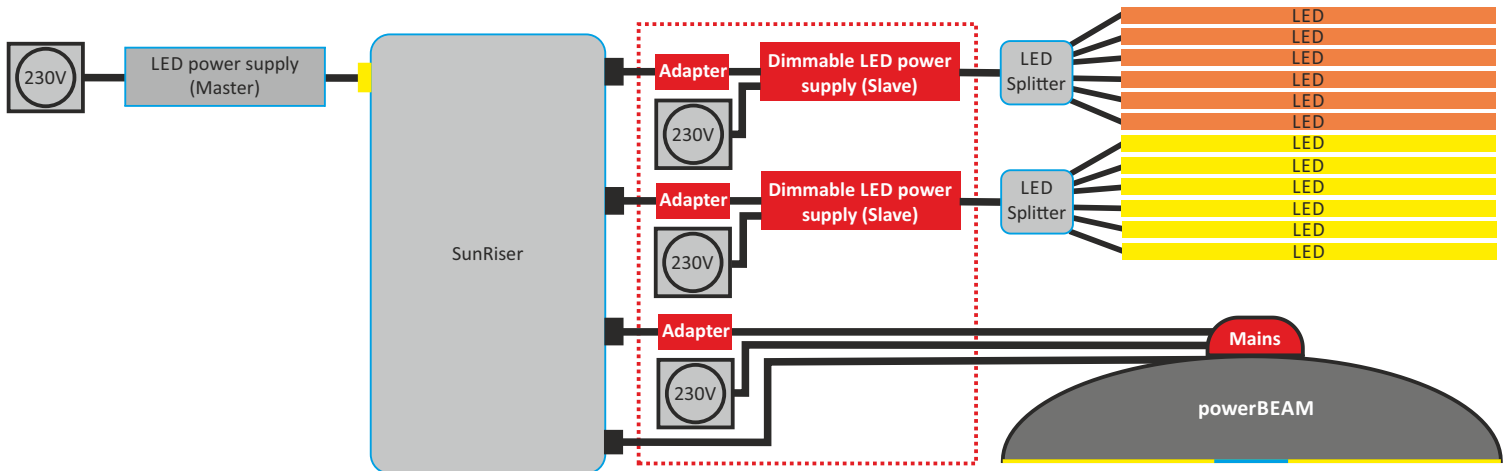 230V
LED power supply
(Master)
SunRiser
Adapter
230V
Dimmable LED power
supply (Slave)
LED
Splitter
LED
LED
LED
LED
LED
LED
Adapter
230V
Dimmable LED power
supply (Slave)
LED
Splitter
LED
LED
LED
LED
LED
LED
Adapter
230V
Mains
powerBEAM